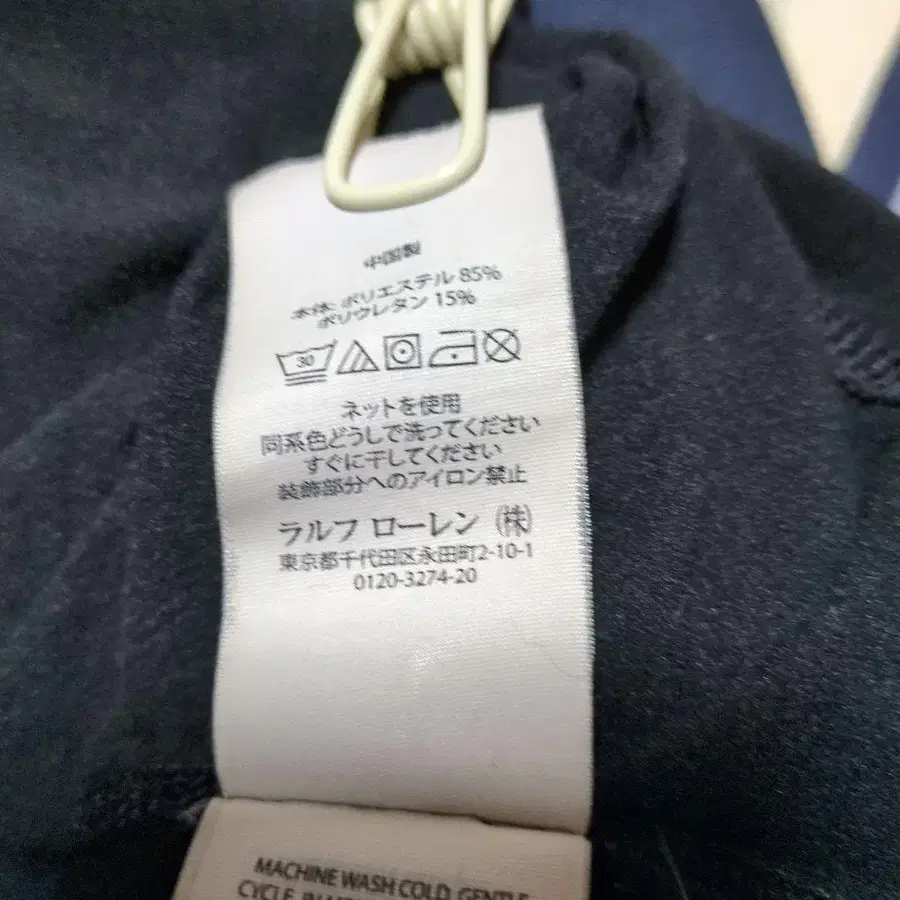 中国製
本体: ポリエステル 85%
ポリウレタン 15%
30
ネットを使用
同系色どうしで洗ってください
すぐに干してください
装飾部分へのアイロン禁止
ラルフ ローレン (株)
東京都千代田区永田町2-10-1
0120-3274-20
MACHINE WASH COLD, GENTLE
CYCLE, IN